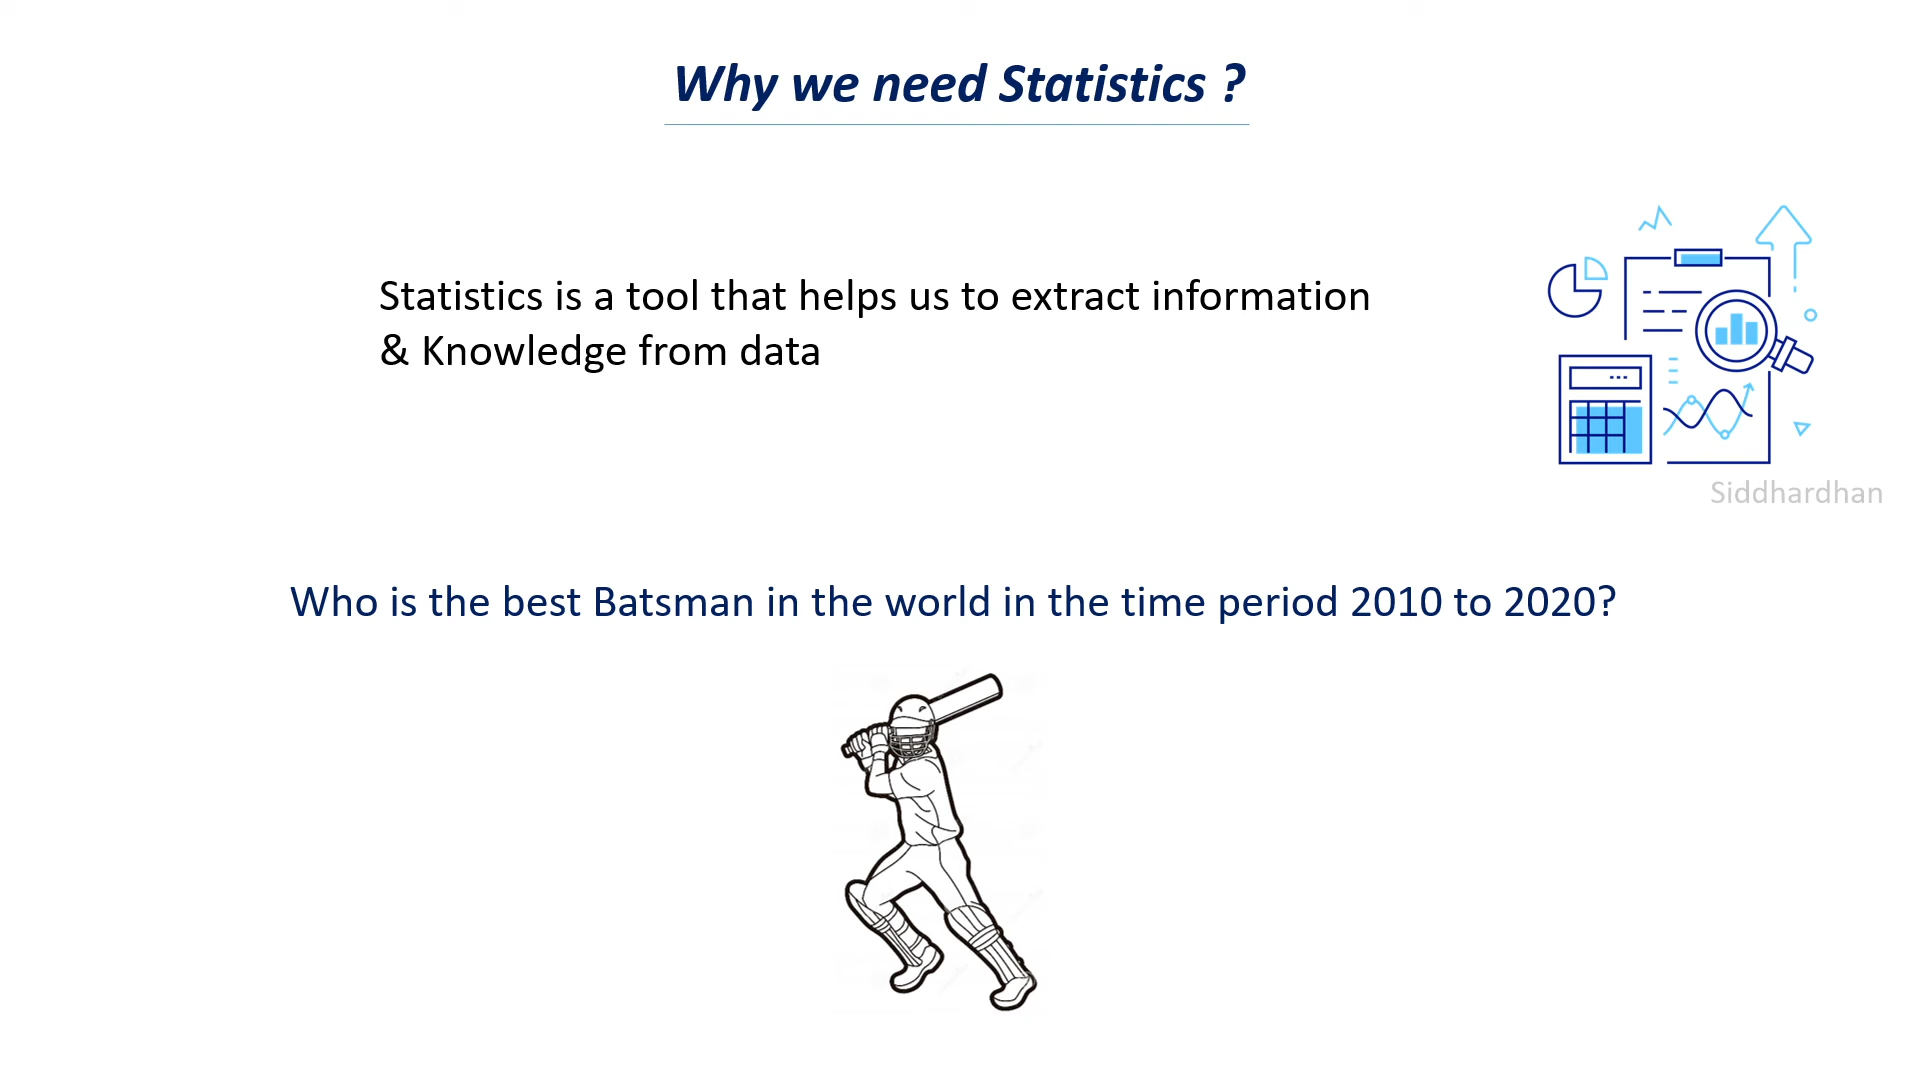 Why we need Statistics ?
Statistics is a tool that helps us to extract information
& Knowledge from data
Siddhardhan
Who is the best Batsman in the world in the time period 2010 to 2020?